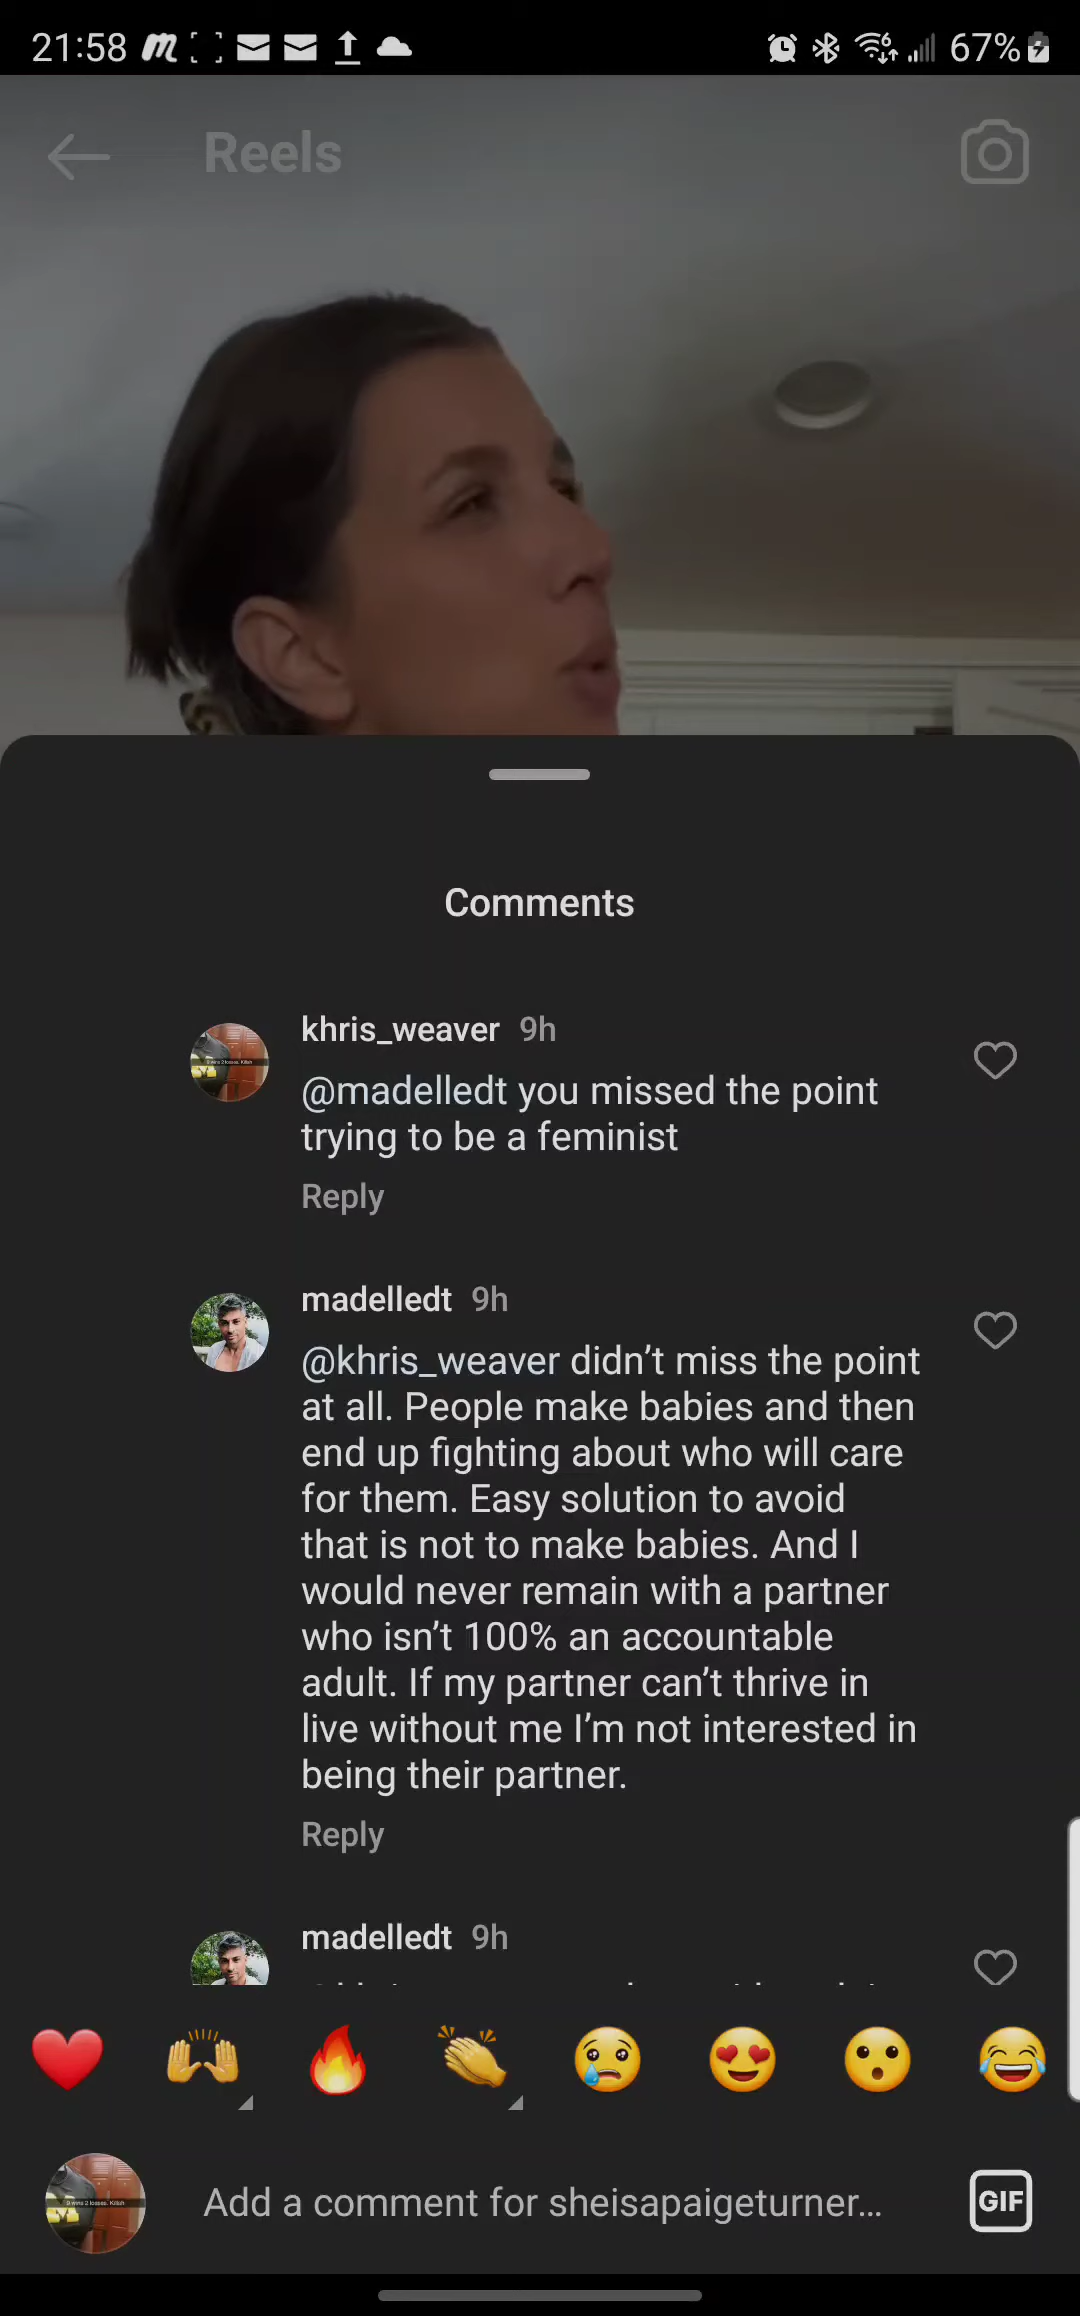 21:58
67%
Reels
Comments
khris_weaver 9h
@madelledt you missed the point
trying to be a feminist
Reply
madelledt 9h
@khris_weaver didn’t miss the point
at all. People make babies and then
end up fighting about who will care
for them. Easy solution to avoid
that is not to make babies. And I
would never remain with a partner
who isn’t 100% an accountable
adult. If my partner can’t thrive in
live without me I’m not interested in
being their partner.
Reply
madelledt 9h
Add a comment for sheisapaigeturner...
GIF